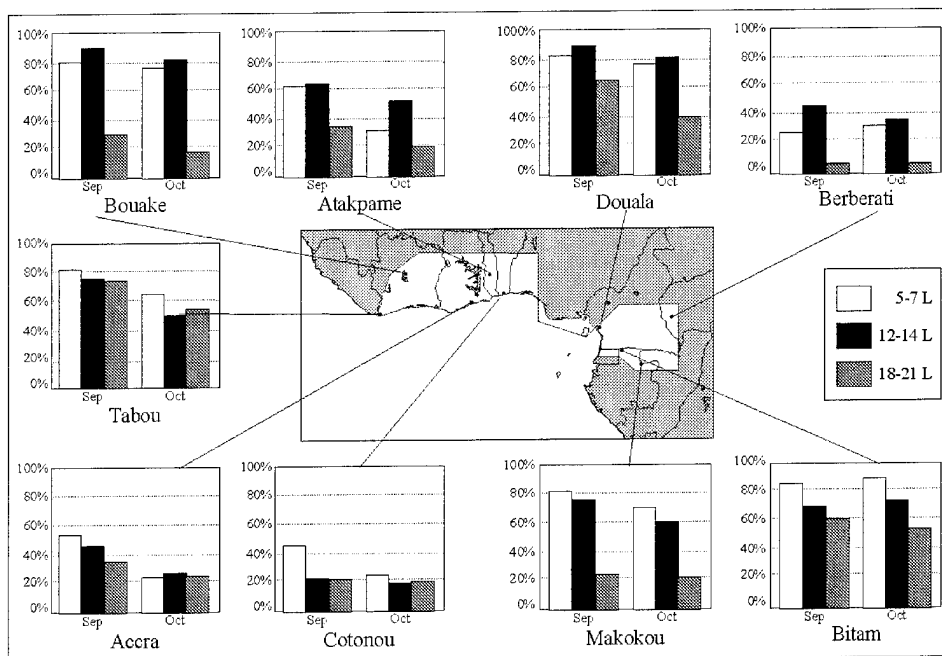 100%
80%
60%
40%
20%
0%
Sep Oct
Bouake
100%
80%
60%
40%
20%
0%
Sep Oct
Atakpame
1000%
80%
60%
40%
20%
0%
Sep Oct
Douala
100%
80%
60%
40%
20%
0%
Sep Oct
Berberati
100%
80%
60%
40%
20%
0%
Sep Oct
Tabou
5-7 L
12-14 L
18-21 L
100%
80%
60%
40%
20%
0%
Sep Oct
Accra
100%
80%
60%
40%
20%
0%
Sep Oct
Cotonou
100%
80%
60%
40%
20%
0%
Sep Oct
Makokou
100%
80%
60%
40%
20%
0%
Sep Oct
Bitam